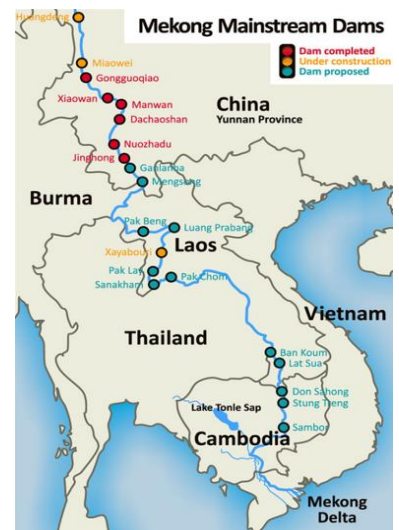 Huangdeng
Mekong Mainstream Dams
Dam completed
Under construction
Dam proposed
Miaowei
Gongguoqiao
Xiaowan
Manwan
China
Yunnan Province
Dachaoshan
Nuozhadu
Jinghong
Ganlanba
Mengsong
Burma
Pak Beng
Luang Prabang
Laos
Xayabouri
Pak Lay
Pak Chom
Sanakham
Vietnam
Thailand
Ban Koum
Lat Sua
Don Sahong
Lake Tonle Sap
Stung Treng
Sambor
Cambodia
Mekong
Delta